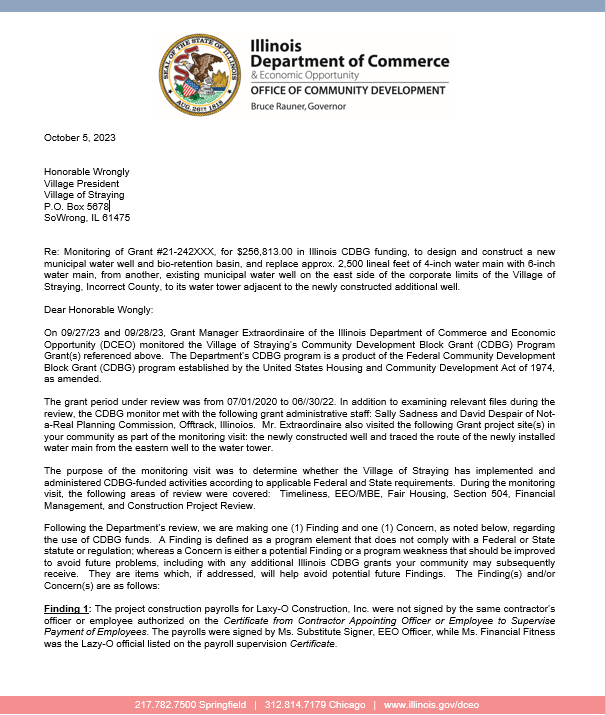 SEAL OF THE STATE OF ILLINOIS
AUG. 26TH 1818
Illinois
Department of Commerce
& Economic Opportunity
OFFICE OF COMMUNITY DEVELOPMENT
Bruce Rauner, Governor
October 5, 2023
Honorable Wrongly
Village President
Village of Straying
P.O. Box 5678
SoWrong, IL 61475
Re: Monitoring of Grant #21-242XXX, for $256,813.00 in Illinois CDBG funding, to design and construct a new
municipal water well and bio-retention basin, and replace approx. 2,500 lineal feet of 4-inch water main with 6-inch
water main, from another, existing municipal water well on the east side of the corporate limits of the Village of
Straying, Incorrect County, to its water tower adjacent to the newly constructed additional well.
Dear Honorable Wrongly:
On 09/27/23 and 09/28/23, Grant Manager Extraordinaire of the Illinois Department of Commerce and Economic
Opportunity (DCEO) monitored the Village of Straying's Community Development Block Grant (CDBG) Program
Grant(s) referenced above. The Department's CDBG program is a product of the Federal Community Development
Block Grant (CDBG) program established by the United States Housing and Community Development Act of 1974,
as amended.
The grant period under review was from 07/01/2020 to 06//30/22. In addition to examining relevant files during the
review, the CDBG monitor met with the following grant administrative staff: Sally Sadness and David Despair of Not-
a-Real Planning Commission, Offtrack, Illinois. Mr. Extraordinaire also visited the following Grant project site(s) in
your community as part of the monitoring visit: the newly constructed well and traced the route of the newly installed
water main from the eastern well to the water tower.
The purpose of the monitoring visit was to determine whether the Village of Straying has implemented and
administered CDBG-funded activities according to applicable Federal and State requirements. During the monitoring
visit, the following areas of review were covered: Timeliness, EEO/MBE, Fair Housing, Section 504, Financial
Management, and Construction Project Review.
Following the Department's review, we are making one (1) Finding and one (1) Concern, as noted below, regarding
the use of CDBG funds. A Finding is defined as a program element that does not comply with a Federal or State
statute or regulation; whereas a Concern is either a potential Finding or a program weakness that should be improved
to avoid future problems, including with any additional Illinois CDBG grants your community may subsequently
receive. They are items which, if addressed, will help avoid potential future Findings. The Finding(s) and/or
Concern(s) are as follows:
Finding 1: The project construction payrolls for Laxy-O Construction, Inc. were not signed by the same contractor's
officer or employee authorized on the Certificate from Contractor Appointing Officer or Employee to Supervise
Payment of Employees. The payrolls were signed by Ms. Substitute Signer, EEO Officer, while Ms. Financial Fitness
was the Lazy-O official listed on the payroll supervision Certificate.
217.782.7500 Springfield | 312.814.7179 Chicago | www.illinois.gov/dceo